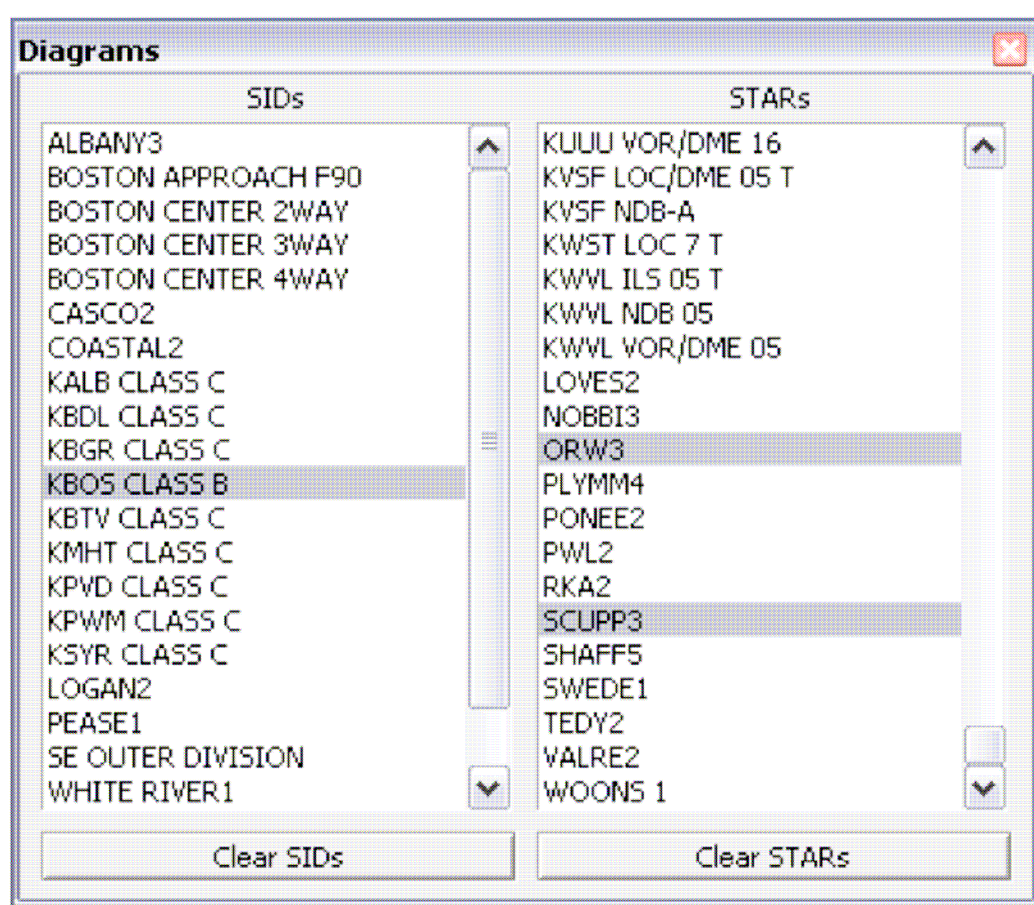 Diagrams
SIDs
ALBANY3
BOSTON APPROACH F90
BOSTON CENTER 2WAY
BOSTON CENTER 3WAY
BOSTON CENTER 4WAY
CASCO2
COASTAL2
KALB CLASS C
KBDL CLASS C
KBGR CLASS C
KBOS CLASS B
KBTV CLASS C
KMHT CLASS C
KPVD CLASS C
KPWM CLASS C
KSYR CLASS C
LOGAN2
PEASE1
SE OUTER DIVISION
WHITE RIVER1
Clear SIDs
STARs
KUUU VOR/DME 16
KVSF LOC/DME 05 T
KVSF NDB-A
KWST LOC 7 T
KWVL ILS 05 T
KWVL NDB 05
KWVL VOR/DME 05
LOVES2
NOBBI3
ORW3
PLYMM4
PONEE2
PWL2
RKA2
SCUPP3
SHAFF5
SWEDE1
TEDY2
VALRE2
WOONS 1
Clear STARs